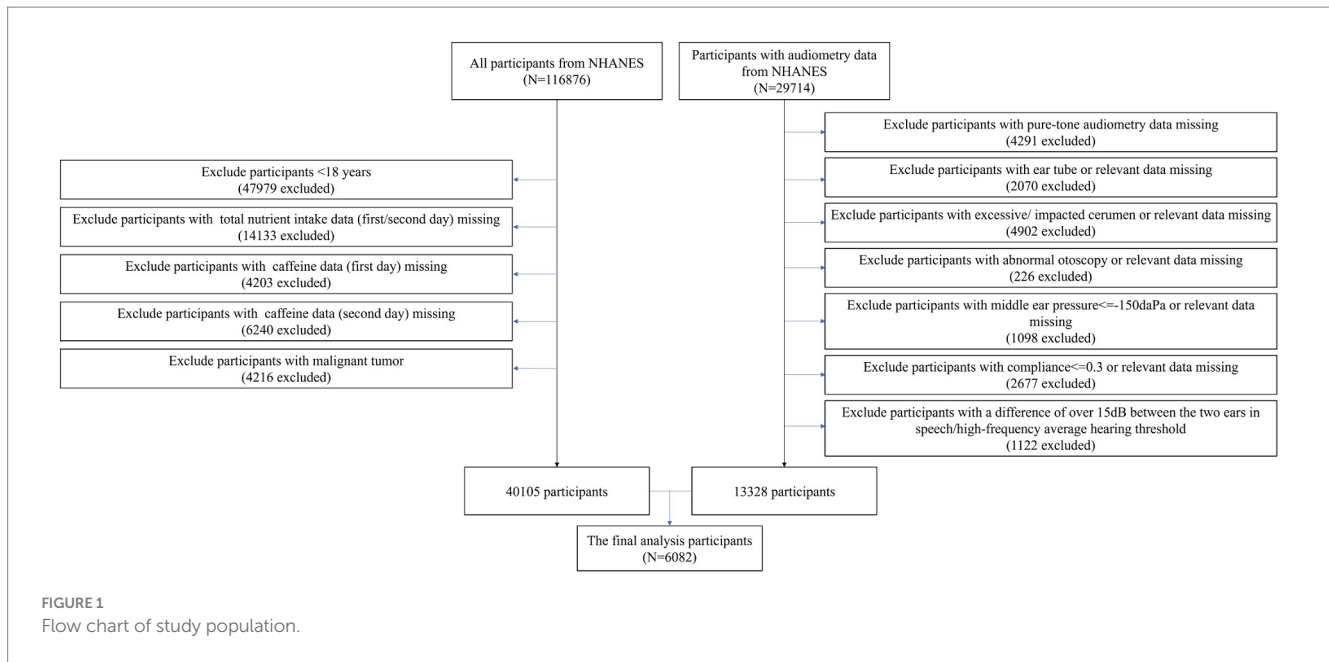 All participants from NHANES
(N=116876)
Participants with audiometry data
from NHANES
(N=29714)
Exclude participants <18 years
(47979 excluded)
Exclude participants with total nutrient intake data (first/second day) missing
(14133 excluded)
Exclude participants with caffeine data (first day) missing
(4203 excluded)
Exclude participants with caffeine data (second day) missing
(6240 excluded)
Exclude participants with malignant tumor
(4216 excluded)
Exclude participants with pure-tone audiometry data missing
(4291 excluded)
Exclude participants with ear tube or relevant data missing
(2070 excluded)
Exclude participants with excessive/ impacted cerumen or relevant data missing
(4902 excluded)
Exclude participants with abnormal otoscopy or relevant data missing
(226 excluded)
Exclude participants with middle ear pressure<=-150daPa or relevant data
missing
(1098 excluded)
Exclude participants with compliance<=0.3 or relevant data missing
(2677 excluded)
Exclude participants with a difference of over 15dB between the two ears in
speech/high-frequency average hearing threshold
(1122 excluded)
40105 participants
13328 participants
The final analysis participants
(N=6082)
FIGURE 1
Flow chart of study population.